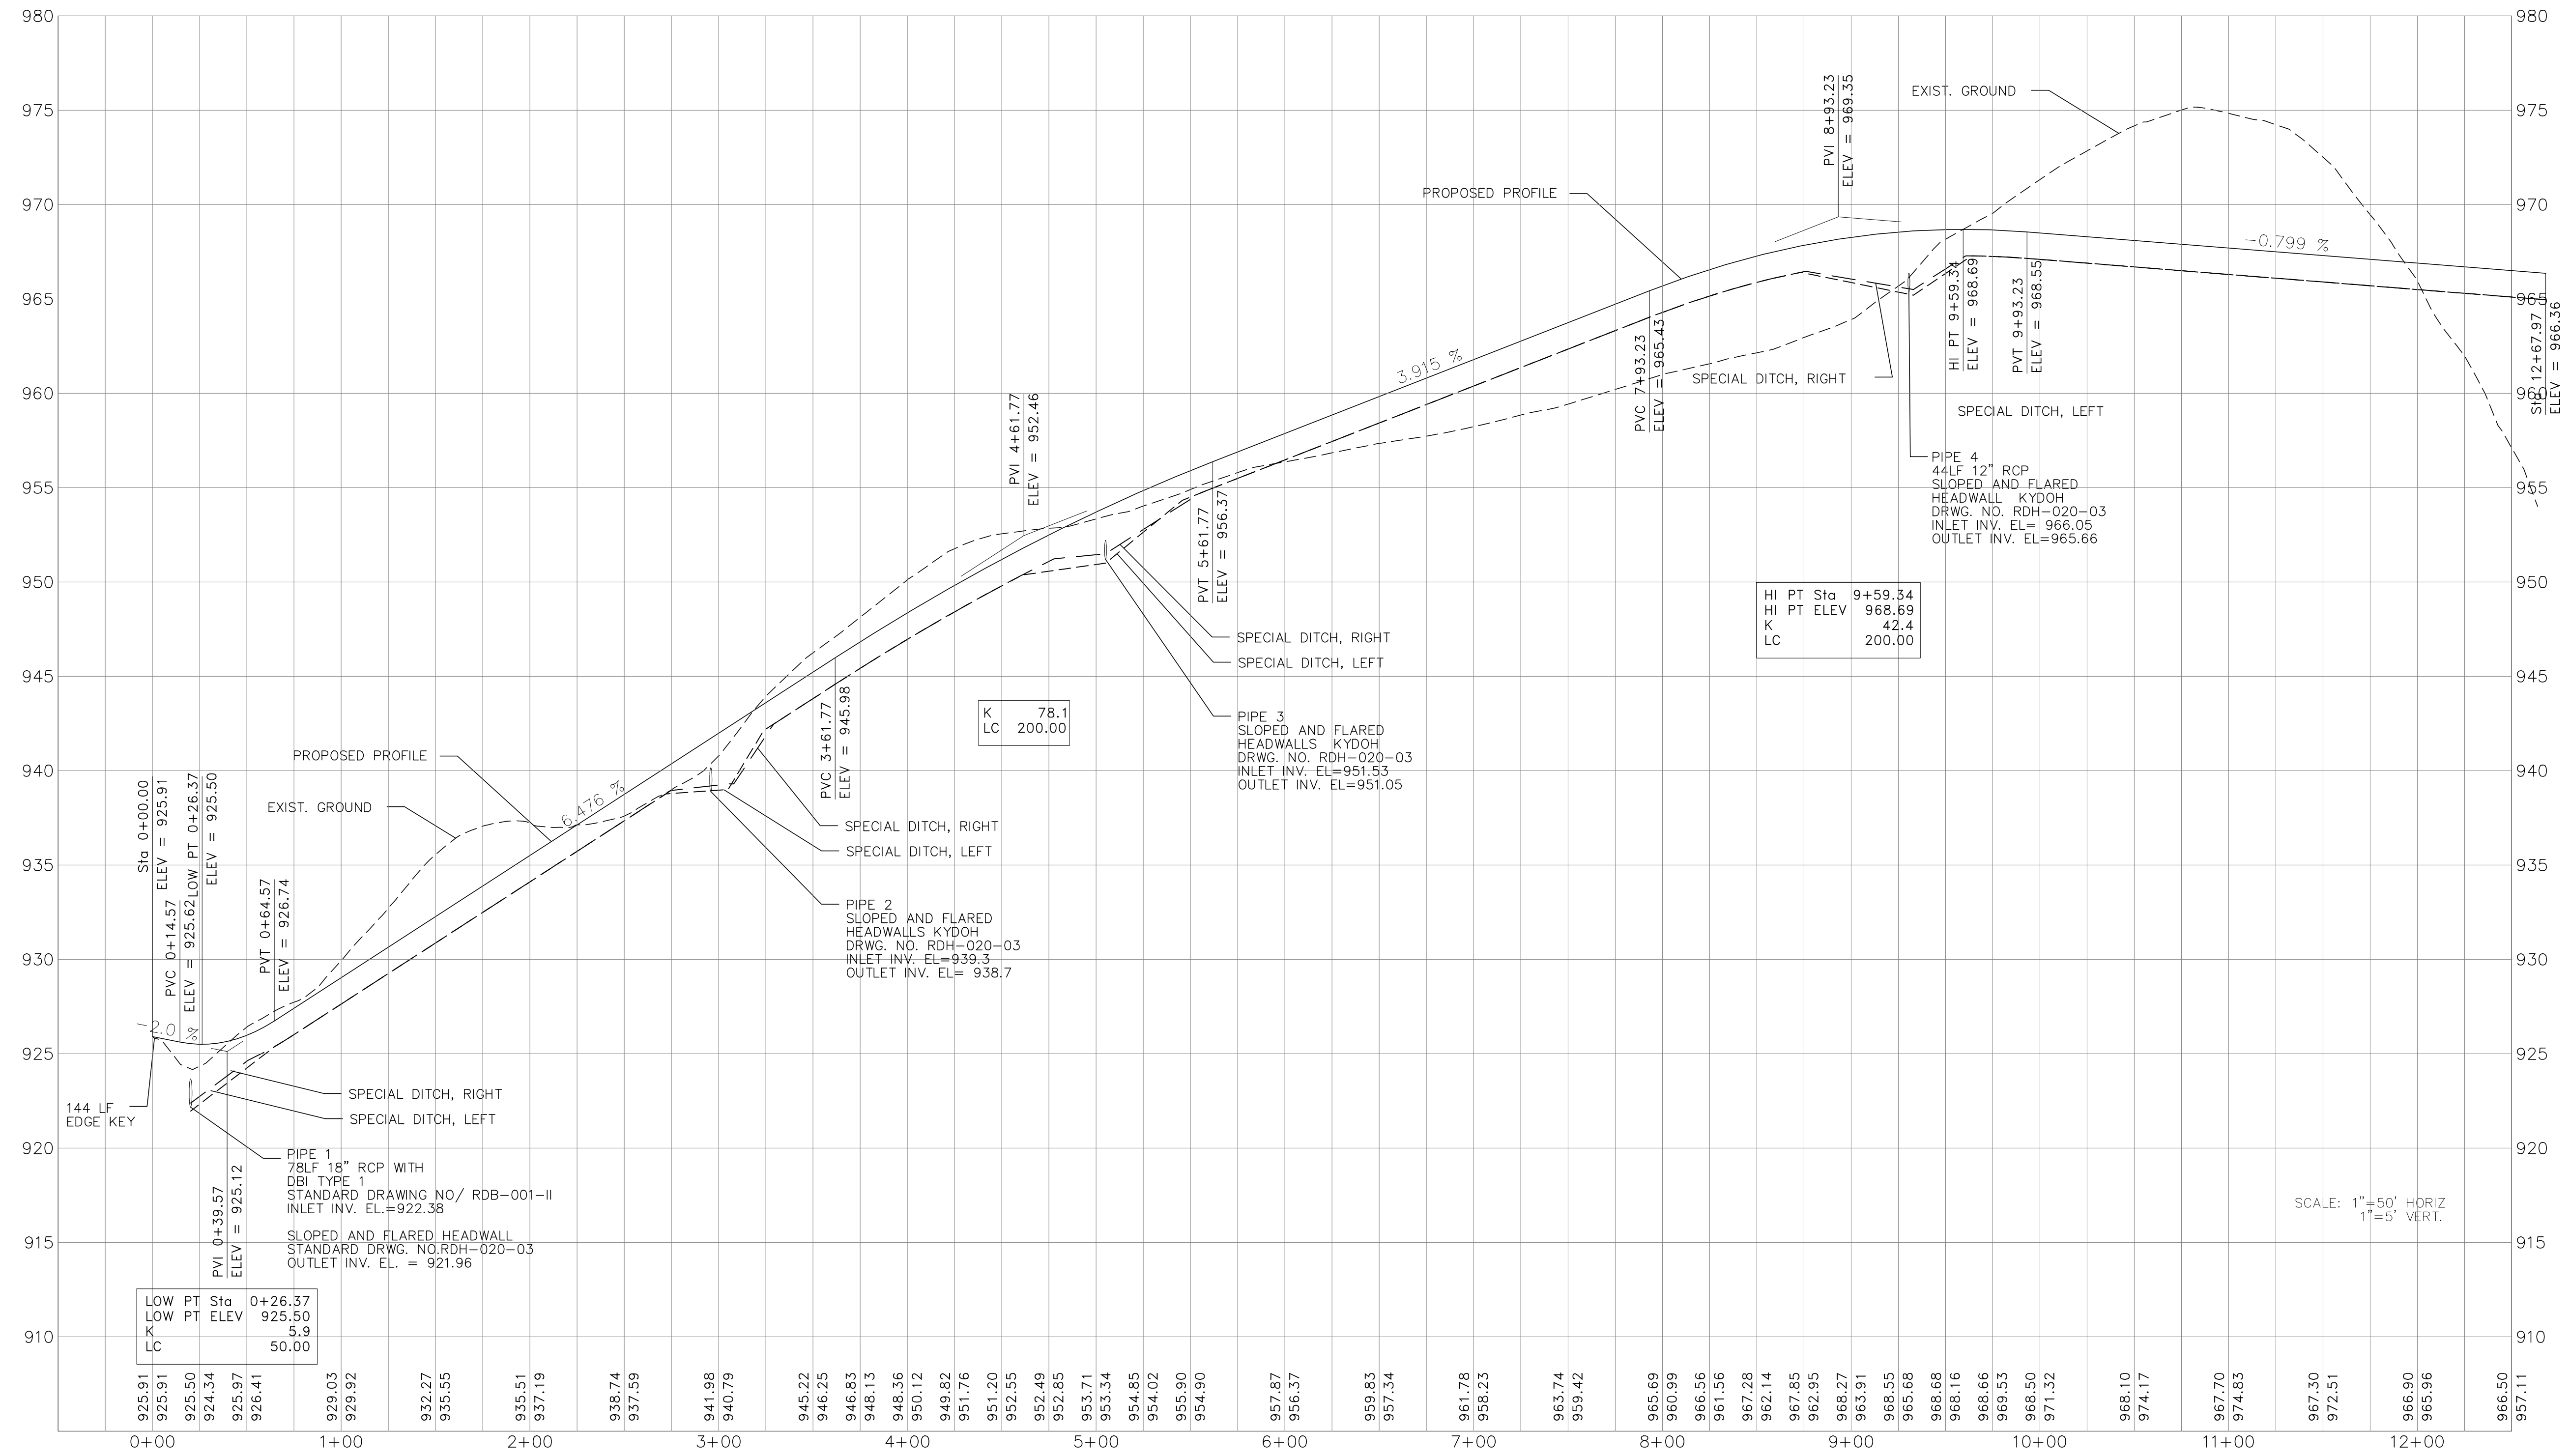 980
980
975
975
970
970
965
965
960
960
955
955
950
950
945
945
940
940
935
935
930
930
925
925
920
920
915
915
910
910
EXIST. GROUND
PVI 8+93.23
ELEV = 969.35
PROPOSED PROFILE
-0.799 %
HI PT 9+59.34
ELEV = 968.69
PVT 9+93.23
ELEV = 968.55
Sta 12+67.97
ELEV = 966.36
3.915 %
PVC 7+93.23
ELEV = 965.43
SPECIAL DITCH, RIGHT
SPECIAL DITCH, LEFT
PIPE 4
44LF 12" RCP
SLOPED AND FLARED
HEADWALL KYDOH
DRWG. NO. RDH-020-03
INLET INV. EL= 966.05
OUTLET INV. EL=965.66
PVI 4+61.77
ELEV = 952.46
PVT 5+61.77
ELEV = 956.37
HI PT Sta 9+59.34
HI PT ELEV 968.69
K 42.4
LC 200.00
SPECIAL DITCH, RIGHT
SPECIAL DITCH, LEFT
PIPE 3
SLOPED AND FLARED
HEADWALLS KYDOH
DRWG. NO. RDH-020-03
INLET INV. EL=951.53
OUTLET INV. EL=951.05
K 78.1
LC 200.00
PVC 3+61.77
ELEV = 945.98
PROPOSED PROFILE
EXIST. GROUND
6.476 %
SPECIAL DITCH, RIGHT
SPECIAL DITCH, LEFT
PIPE 2
SLOPED AND FLARED
HEADWALLS KYDOH
DRWG. NO. RDH-020-03
INLET INV. EL=939.3
OUTLET INV. EL= 938.7
Sta 0+00.00
ELEV = 925.91
LOW PT 0+26.37
ELEV = 925.50
PVC 0+14.57
ELEV = 925.62
PVT 0+64.57
ELEV = 926.74
-2.0 %
144 LF
EDGE KEY
SPECIAL DITCH, RIGHT
SPECIAL DITCH, LEFT
PIPE 1
78LF 18" RCP WITH
DBI TYPE 1
STANDARD DRAWING NO/ RDB-001-II
INLET INV. EL.=922.38
SLOPED AND FLARED HEADWALL
STANDARD DRWG. NO.RDH-020-03
OUTLET INV. EL. = 921.96
PVI 0+39.57
ELEV = 925.12
SCALE: 1"=50' HORIZ
1"=5' VERT.
LOW PT Sta 0+26.37
LOW PT ELEV 925.50
K 5.9
LC 50.00
925.91
925.91
925.50
924.34
925.97
926.41
929.03
929.92
932.27
935.55
935.51
937.19
938.74
937.59
941.98
940.79
945.22
946.25
946.83
948.13
948.36
950.12
949.82
951.76
951.20
952.55
952.49
952.85
953.71
953.34
954.85
954.02
955.90
954.90
957.87
956.37
959.83
957.34
961.78
958.23
963.74
959.42
965.69
960.99
966.56
961.56
967.28
962.14
967.85
962.95
968.27
963.91
968.55
965.68
968.68
968.16
968.66
969.53
968.50
971.32
968.10
974.17
967.70
974.83
967.30
972.51
966.90
965.96
966.50
957.11
0+00
1+00
2+00
3+00
4+00
5+00
6+00
7+00
8+00
9+00
10+00
11+00
12+00